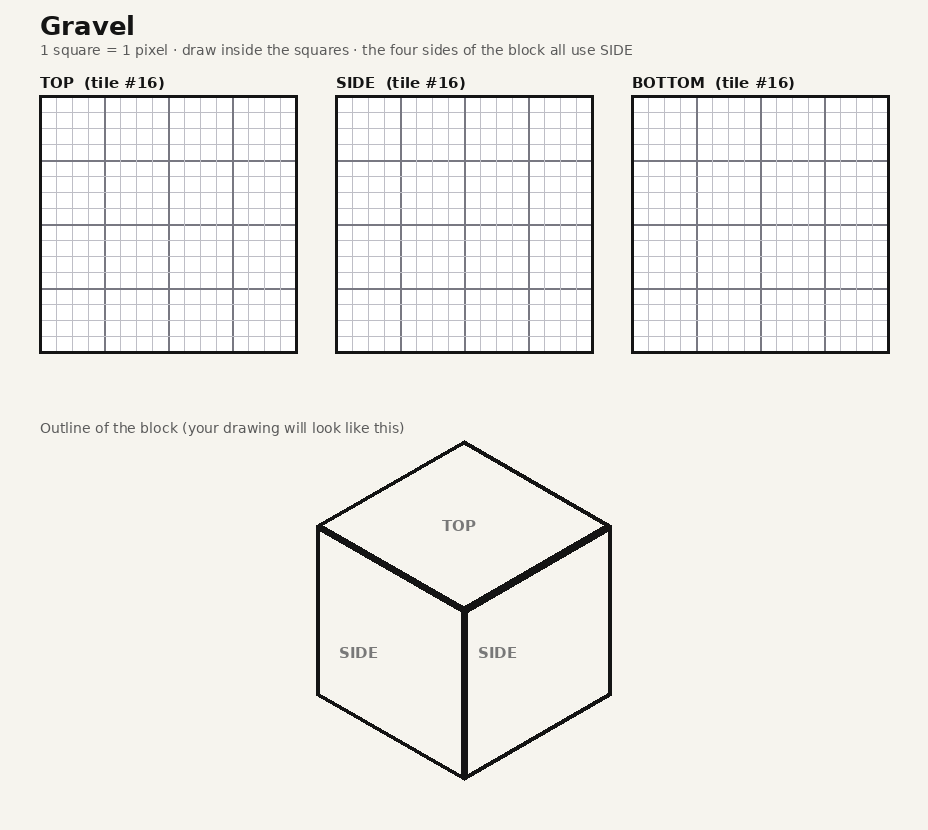 Gravel
1 square = 1 pixel · draw inside the squares · the four sides of the block all use SIDE
TOP (tile #16)
SIDE (tile #16)
BOTTOM (tile #16)
Outline of the block (your drawing will look like this)
TOP
SIDE
SIDE